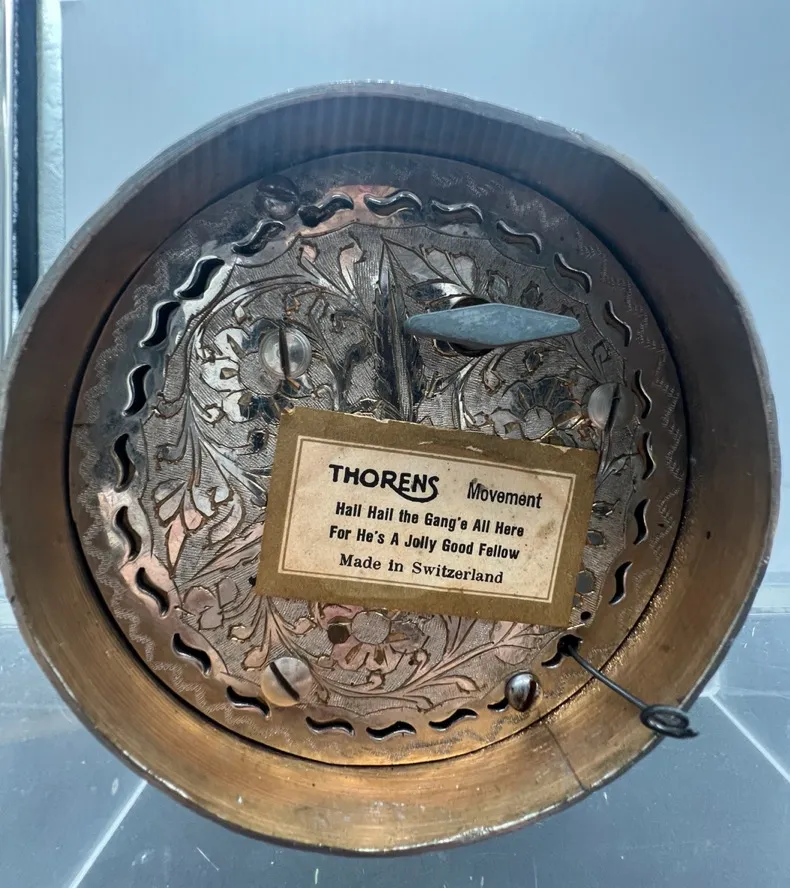 THORENS Movement
Hail Hail the Gang'e All Here
For He's A Jolly Good Fellow
Made in Switzerland